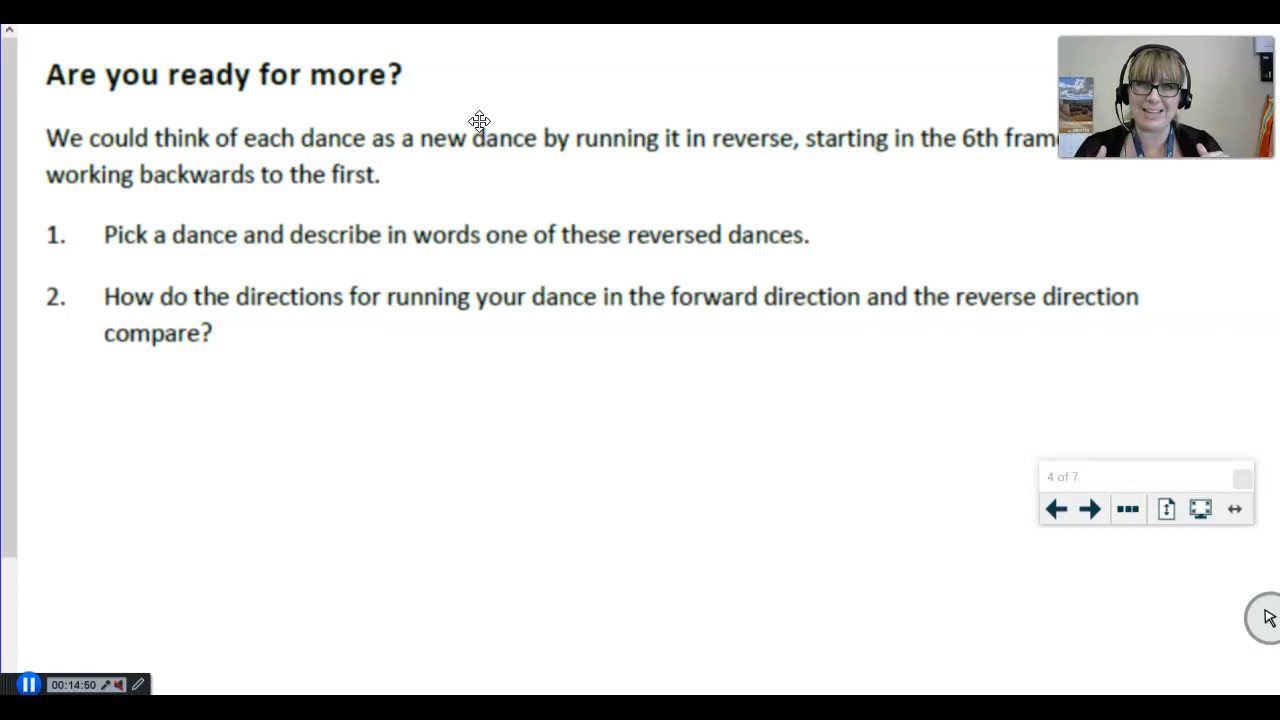 Are you ready for more?
We could think of each dance as a new dance by running it in reverse, starting in the 6th
working backwards to the first.
1. Pick a dance and describe in words one of these reversed dances.
2. How do the directions for running your dance in the forward direction and the reverse direction
compare?
4 of 7
00:14:50